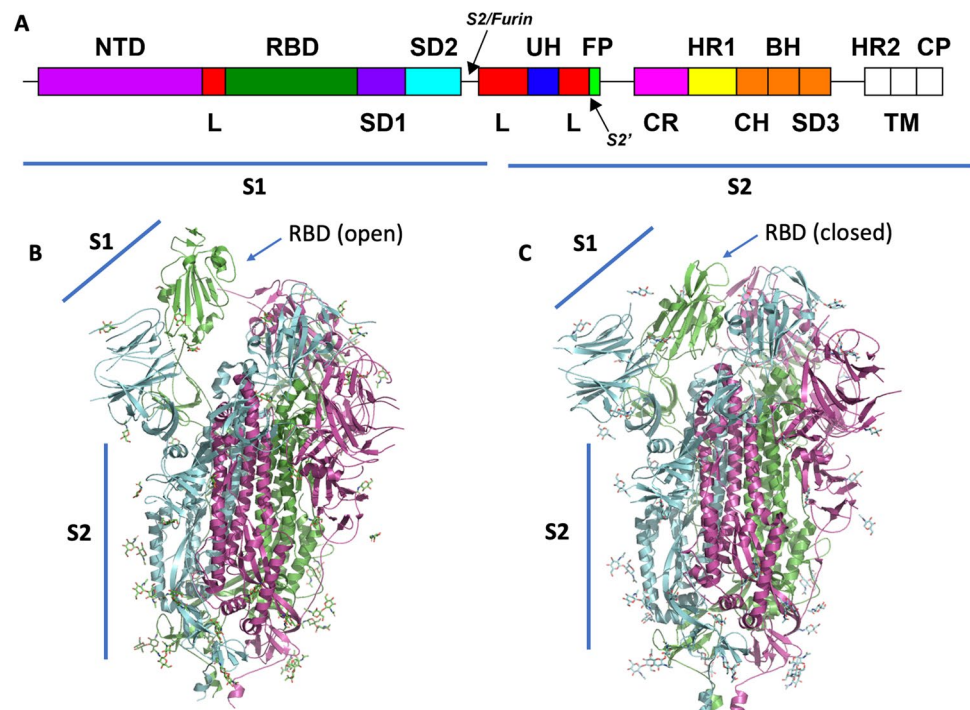 A
S2/Furin
NTD RBD SD2 UH FP HR1 BH HR2 CP
L SD1 L L S2’ CR CH SD3 TM
S1 S2
B S1 RBD (open)
S2
C S1 RBD (closed)
S2